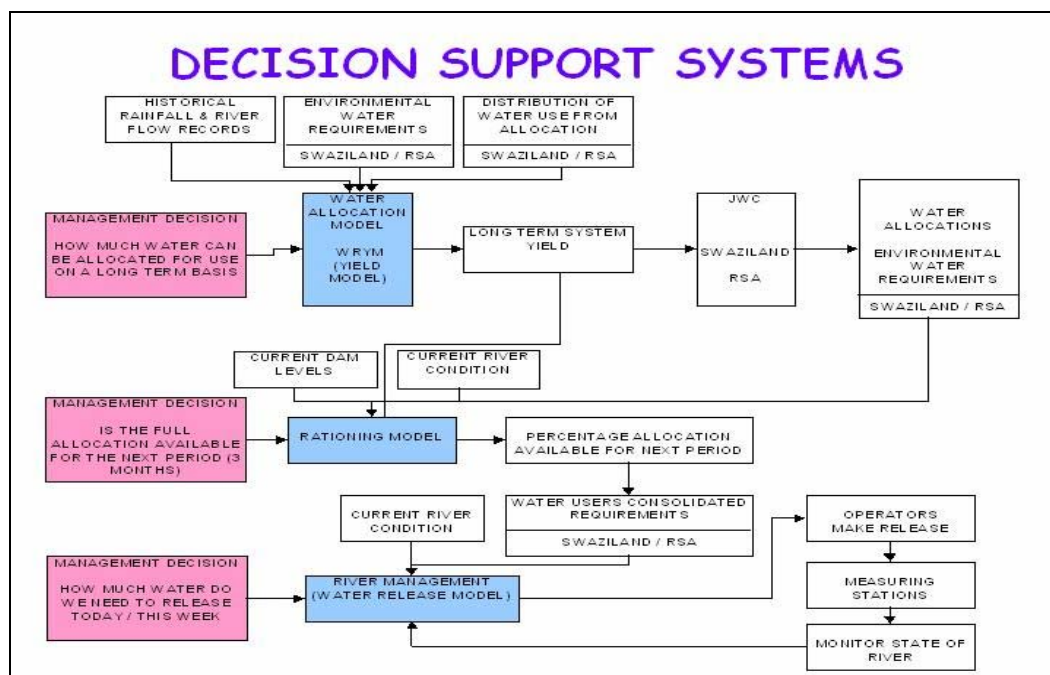 DECISION SUPPORT SYSTEMS
HISTORICAL
RAINFALL & RIVER
FLOW RECORDS
ENVIRONMENTAL
WATER
REQUIREMENTS
SWAZILAND / RSA
DISTRIBUTION OF
WATER USE FROM
ALLOCATION
SWAZILAND / RSA
MANAGEMENT DECISION
HOW MUCH WATER CAN
BE ALLOCATED FOR USE
ON A LONG TERM BASIS
WATER
ALLOCATION
MODEL
WRYM
(YIELD
MODEL)
LONG TERM SYSTEM
YIELD
JWC
SWAZILAND
RSA
WATER
ALLOCATIONS
ENVIRONMENTAL
WATER
REQUIREMENTS
SWAZILAND / RSA
CURRENT DAM
LEVELS
CURRENT RIVER
CONDITION
MANAGEMENT DECISION
IS THE FULL
ALLOCATION AVAILABLE
FOR THE NEXT PERIOD (3
MONTHS)
RATIONING MODEL
PERCENTAGE ALLOCATION
AVAILABLE FOR NEXT PERIOD
CURRENT RIVER
CONDITION
WATER USERS CONSOLIDATED
REQUIREMENTS
SWAZILAND / RSA
OPERATORS
MAKE RELEASE
MANAGEMENT DECISION
HOW MUCH WATER DO
WE NEED TO RELEASE
TODAY / THIS WEEK
RIVER MANAGEMENT
(WATER RELEASE MODEL)
MEASURING
STATIONS
MONITOR STATE OF
RIVER